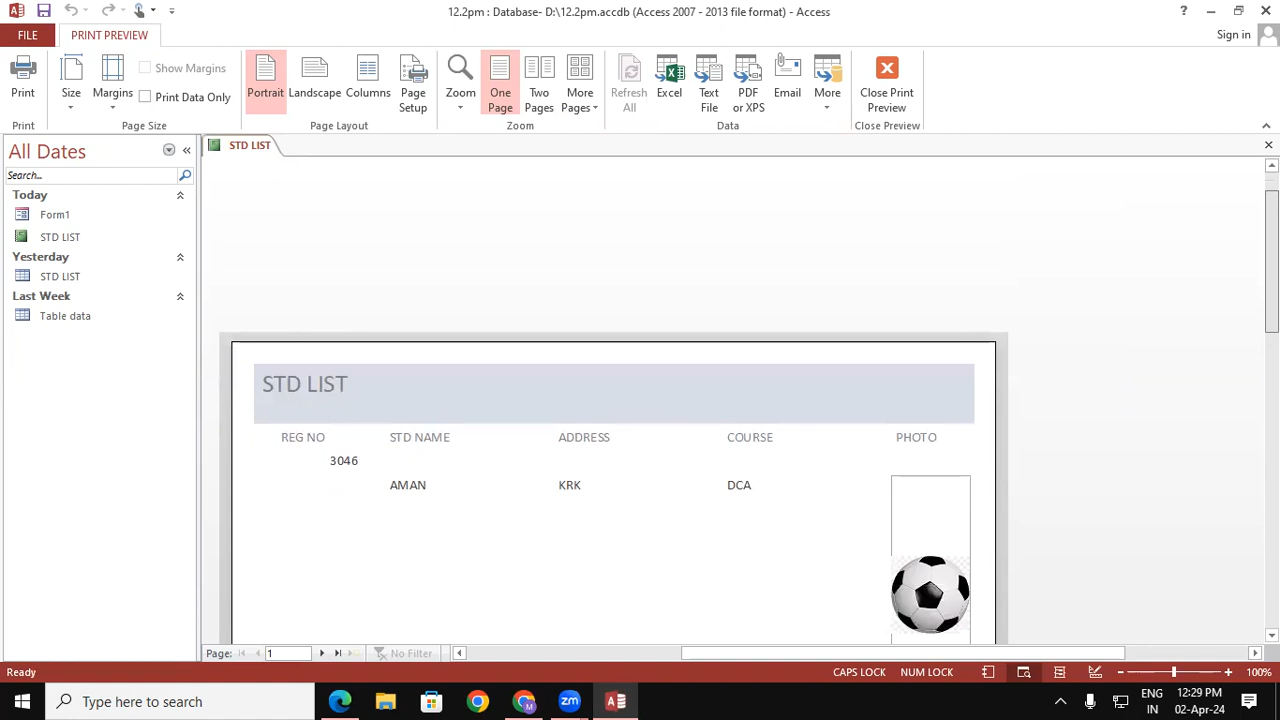 12.2pm : Database- D:\12.2pm.accdb (Access 2007 - 2013 file format) - Access
?
FILE
PRINT PREVIEW
Sign in
Print
Size
Margins
Show Margins
Print Data Only
Portrait
Landscape
Columns
Page
Setup
Zoom
One
Page
Two
Pages
More
Pages
Refresh
All
Excel
Text
File
PDF
or XPS
Email
More
Close Print
Preview
Print
Page Size
Page Layout
Zoom
Data
Close Preview
All Dates
Search...
Today
Form1
STD LIST
Yesterday
STD LIST
Last Week
Table data
STD LIST
STD LIST
REG NO STD NAME ADDRESS COURSE PHOTO
3046
AMAN KRK DCA
Page: 1 No Filter
Ready
CAPS LOCK NUM LOCK 100%
Type here to search
ENG
IN
12:29 PM
02-Apr-24